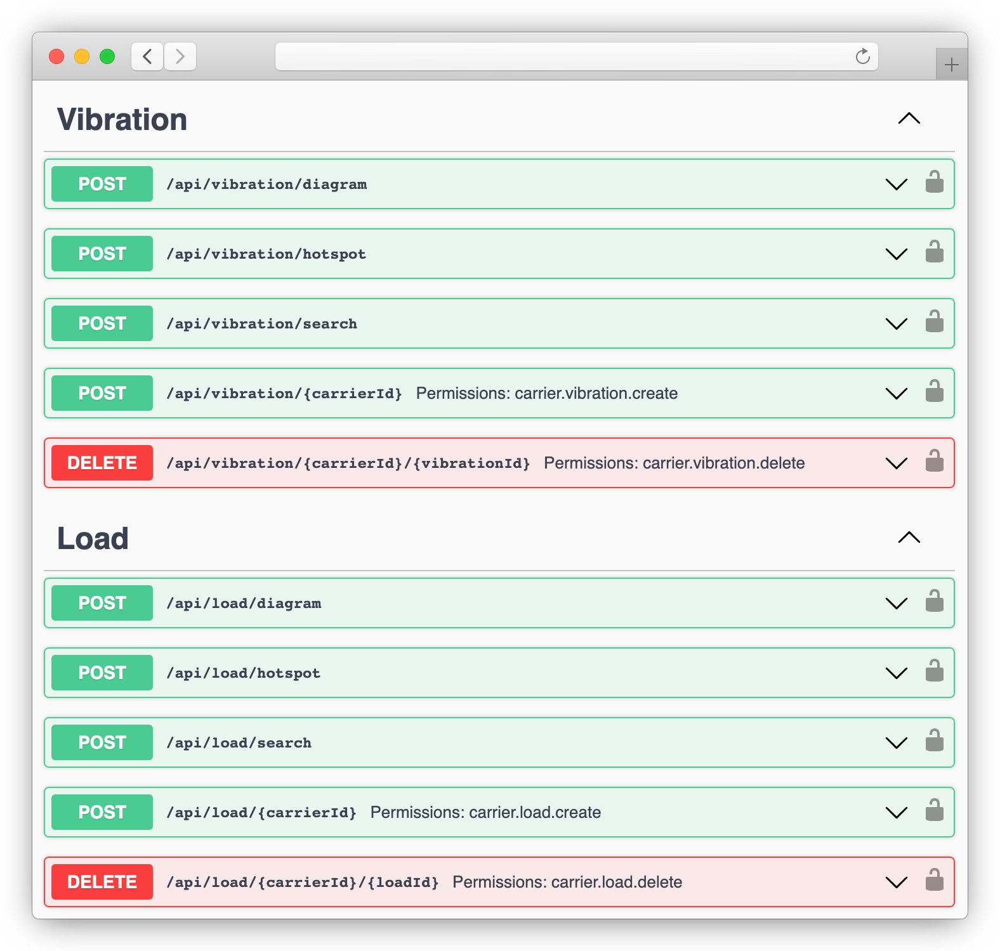 Vibration
POST /api/vibration/diagram
POST /api/vibration/hotspot
POST /api/vibration/search
POST /api/vibration/{carrierId} Permissions: carrier.vibration.create
DELETE /api/vibration/{carrierId}/{vibrationId} Permissions: carrier.vibration.delete
Load
POST /api/load/diagram
POST /api/load/hotspot
POST /api/load/search
POST /api/load/{carrierId} Permissions: carrier.load.create
DELETE /api/load/{carrierId}/{loadId} Permissions: carrier.load.delete